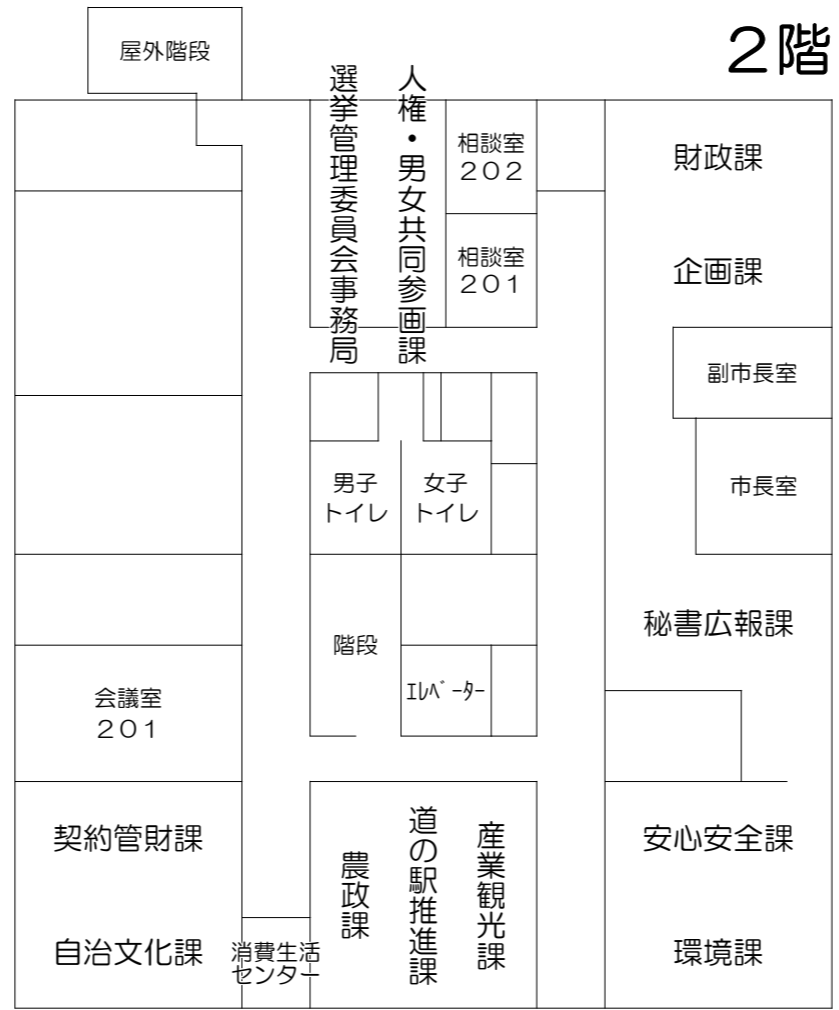 2階
屋外階段
選挙管理委員会事務局
人権・男女共同参画課
相談室
202
相談室
201
財政課
企画課
副市長室
市長室
男子
トイレ
女子
トイレ
秘書広報課
階段
エレベーター
会議室
201
契約管財課
自治文化課
消費生活
センター
農政課
道の駅推進課
産業観光課
安心安全課
環境課